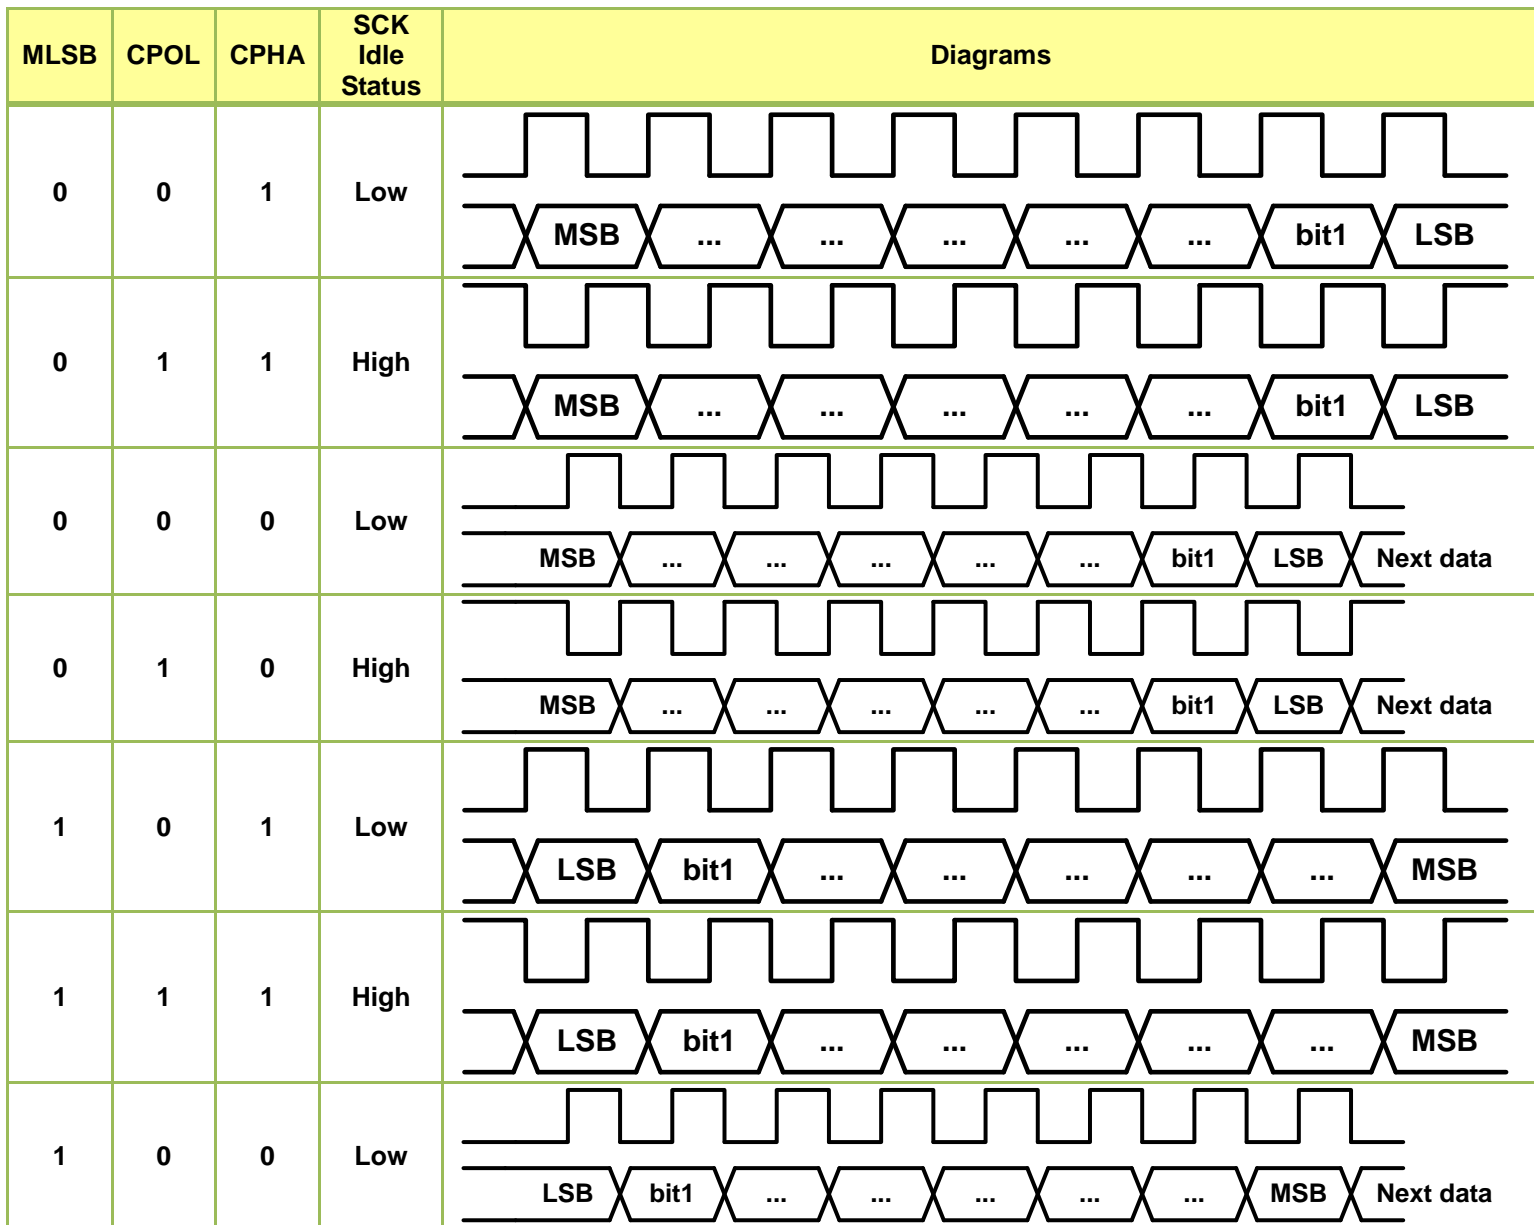 MLSB CPOL CPHA SCK Idle Status Diagrams
0 0 1 Low
MSB ... ... ... ... ... bit1 LSB
0 1 1 High
MSB ... ... ... ... ... bit1 LSB
0 0 0 Low
MSB ... ... ... ... ... bit1 LSB Next data
0 1 0 High
MSB ... ... ... ... ... bit1 LSB Next data
1 0 1 Low
LSB bit1 ... ... ... ... ... MSB
1 1 1 High
LSB bit1 ... ... ... ... ... MSB
1 0 0 Low
LSB bit1 ... ... ... ... ... MSB Next data